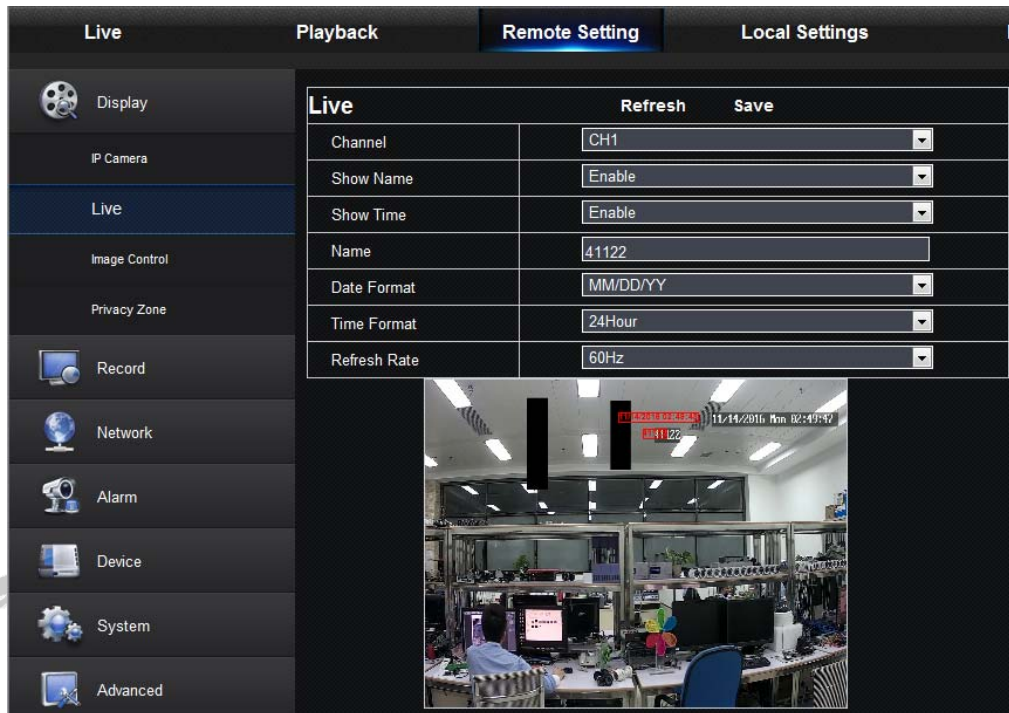 Live
Playback
Remote Setting
Local Settings
Display
IP Camera
Live
Image Control
Privacy Zone
Record
Network
Alarm
Device
System
Advanced
Live Refresh Save
Channel CH1
Show Name Enable
Show Time Enable
Name 41122
Date Format MM/DD/YY
Time Format 24Hour
Refresh Rate 60Hz
11/14/2016 Mon 02:49:47